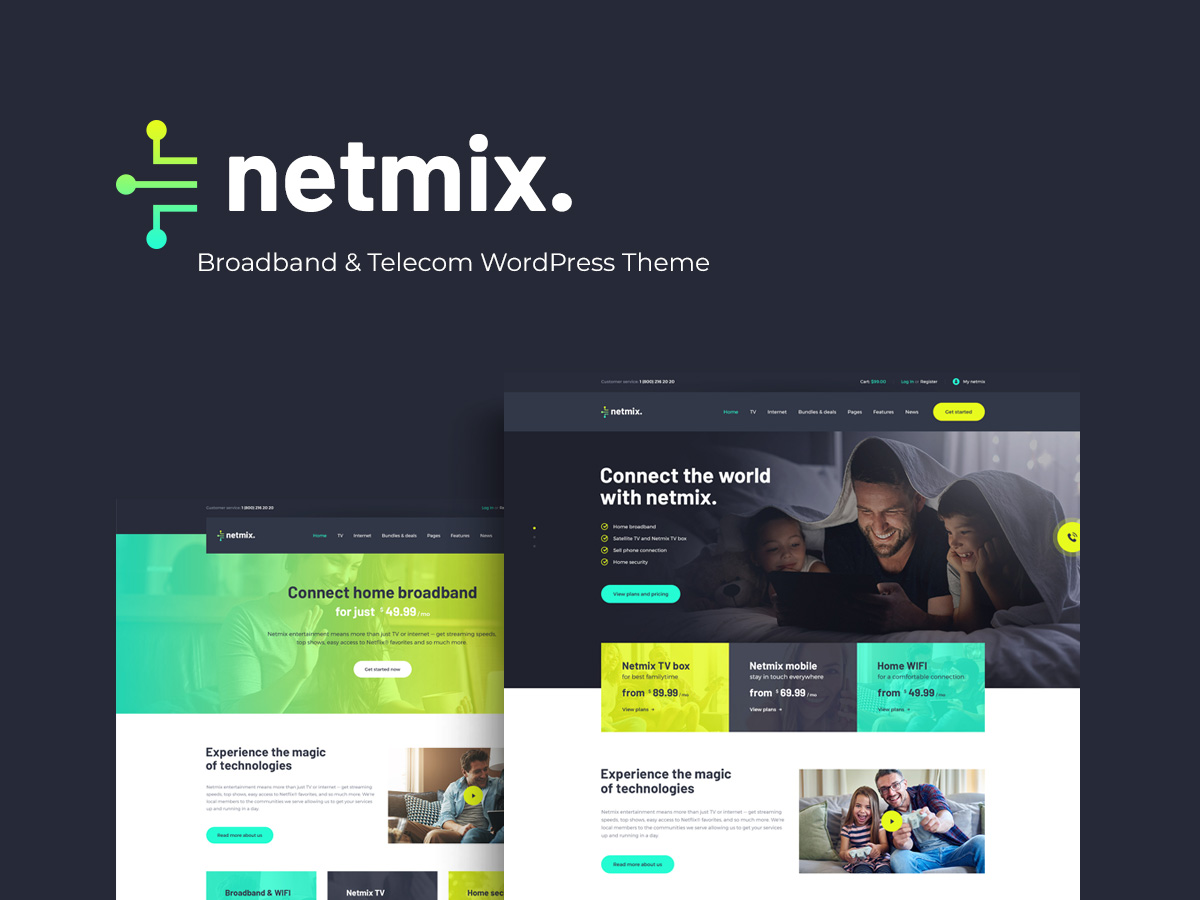 netmix.
Broadband & Telecom WordPress Theme
Customer service: 1 (800) 216 20 20
Cart: $99.00
Log In or Register
My netmix
netmix.
Home TV Internet Bundles & deals Pages Features News
Get started
Connect the world
with netmix.
Home broadband
Satellite TV and Netmix TV box
Sell phone connection
Home security
View plans and pricing
Netmix TV box
for best familytime
from $ 89.99 / mo
View plans →
Netmix mobile
stay in touch everywhere
from $ 69.99 / mo
View plans →
Home WIFI
for a comfortable connection
from $ 49.99 / mo
View plans →
Experience the magic
of technologies
Netmix entertainment means more than just TV or internet – get streaming
speeds, top shows, easy access to Netflix® favorites, and so much more. We're
local members to the communities we serve allowing us to get your services
up and running in a day.
Read more about us
Customer service: 1 (800) 216 20 20
Log In or Re
netmix.
Home TV Internet Bundles & deals Pages Features News
Connect home broadband
for just $ 49.99 / mo
Netmix entertainment means more than just TV or internet – get streaming speeds,
top shows, easy access to Netflix® favorites and so much more.
Get started now
Experience the magic
of technologies
Netmix entertainment means more than just TV or internet – get streaming
speeds, top shows, easy access to Netflix® favorites, and so much more. We're
local members to the communities we serve allowing us to get your services
up and running in a day.
Read more about us
Broadband & WIFI
Netmix TV
Home sec